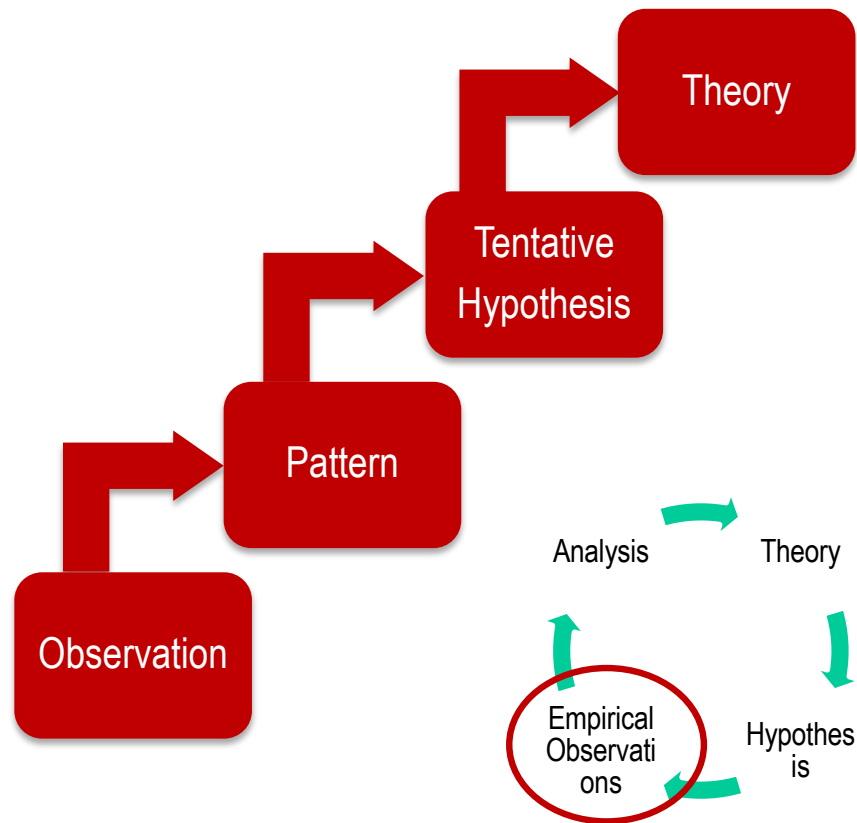 Theory
Tentative
Hypothesis
Pattern
Observation
Analysis
Theory
Empirical
Observati
ons
Hypothes
is